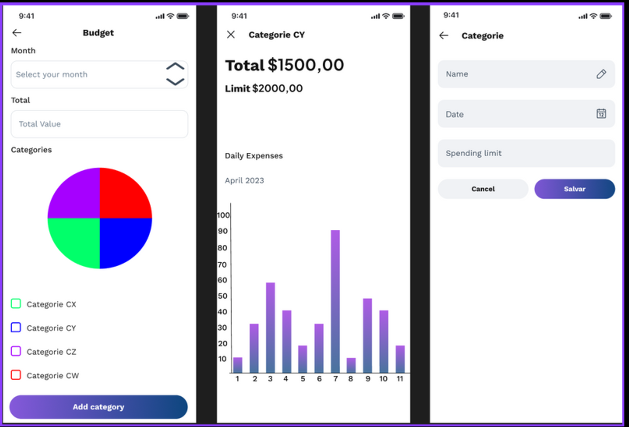 9:41
Budget
Month
Select your month
Total
Total Value
Categories
Categorie CX
Categorie CY
Categorie CZ
Categorie CW
Add category
9:41
Categorie CY
Total $1500,00
Limit $2000,00
Daily Expenses
April 2023
100
90
80
70
60
50
40
30
20
10
1 2 3 4 5 6 7 8 9 10 11
9:41
Categorie
Name
Date
Spending limit
Cancel
Salvar